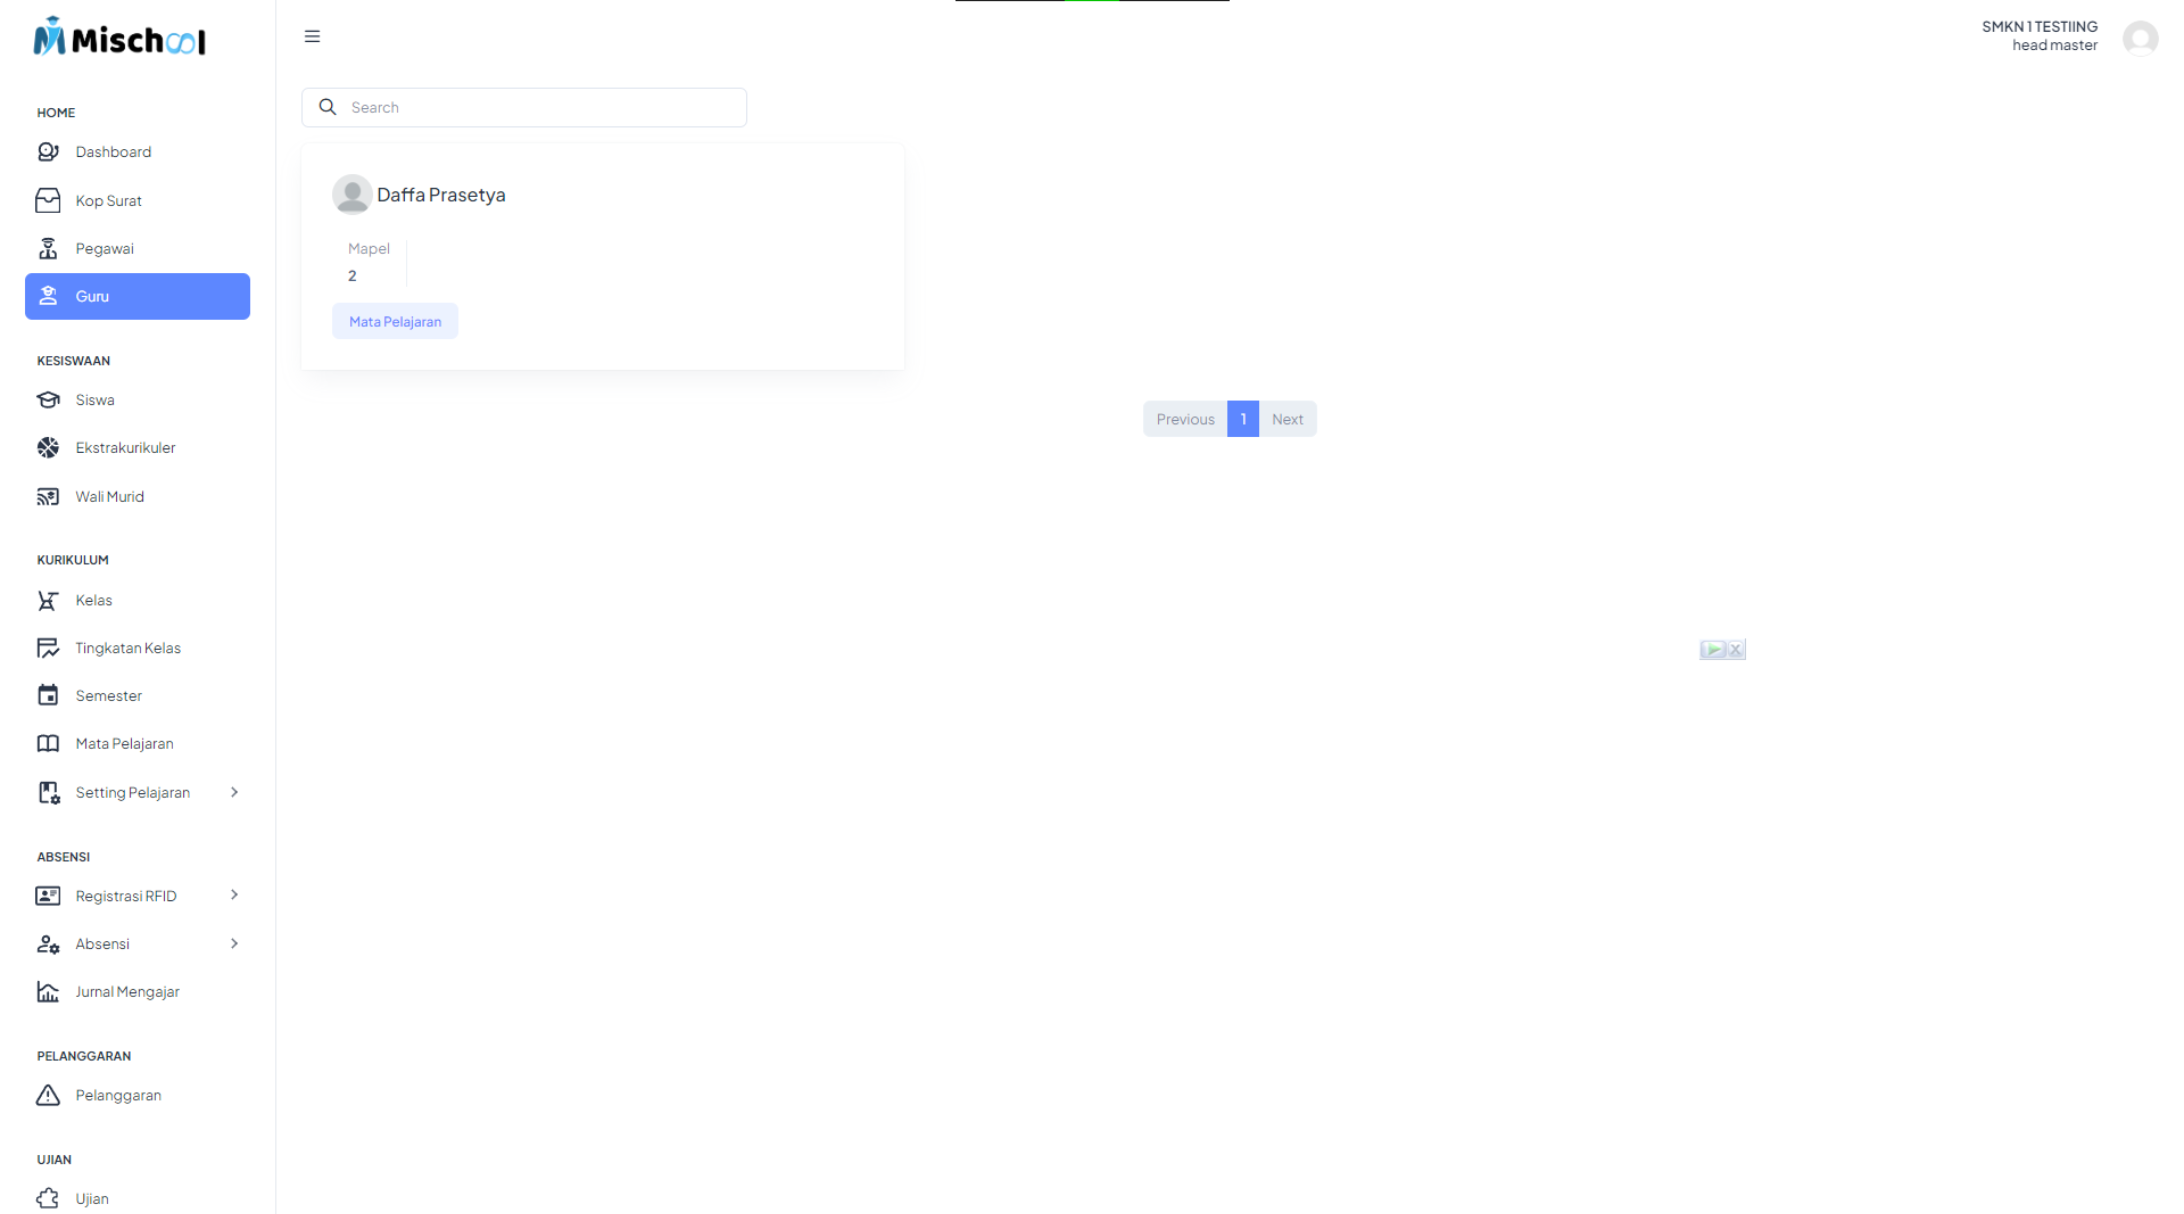 Mischool
SMKN 1 TESTIING
head master
Search
HOME
Dashboard
Kop Surat
Pegawai
Guru
Daffa Prasetya
Mapel
2
Mata Pelajaran
KESISWAAN
Siswa
Ekstrakurikuler
Wali Murid
Previous 1 Next
KURIKULUM
Kelas
Tingkatan Kelas
Semester
Mata Pelajaran
Setting Pelajaran
ABSENSI
Registrasi RFID
Absensi
Jurnal Mengajar
PELANGGARAN
Pelanggaran
UJIAN
Ujian